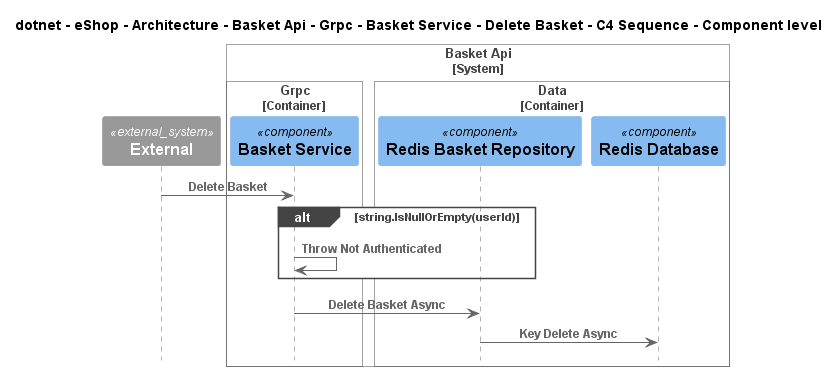 dotnet - eShop - Architecture - Basket Api - Grpc - Basket Service - Delete Basket - C4 Sequence - Component level
Basket Api
[System]
Grpc
[Container]
Data
[Container]
«external_system»
External
«component»
Basket Service
«component»
Redis Basket Repository
«component»
Redis Database
Delete Basket
alt [string.IsNullOrEmpty(userId)]
Throw Not Authenticated
Delete Basket Async
Key Delete Async